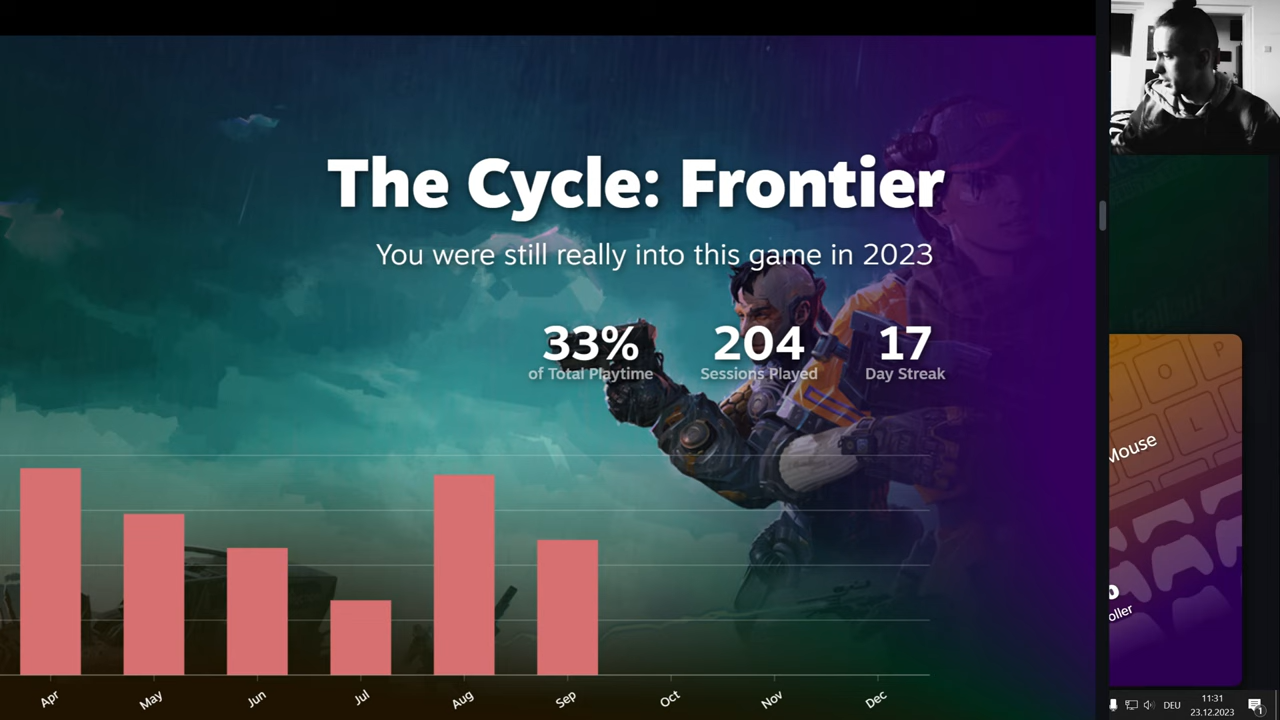 The Cycle: Frontier
You were still really into this game in 2023
33% 204 17
of Total Playtime Sessions Played Day Streak
Apr May Jun Jul Aug Sep Oct Nov Dec
P
O
L
Mouse
oller
DEU
11:31
23.12.2023
1